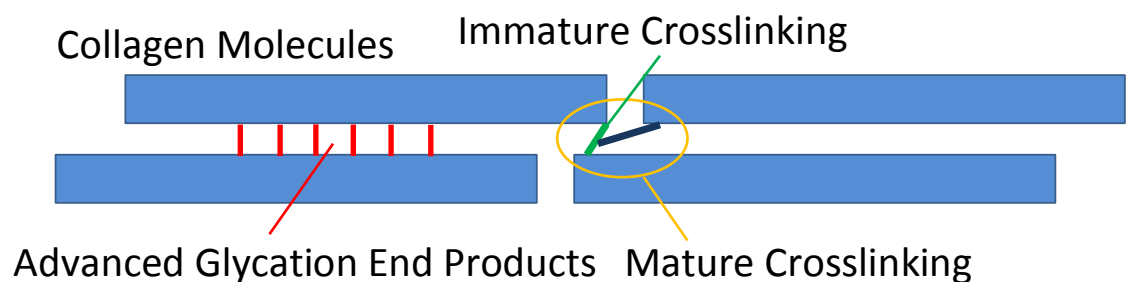 Collagen Molecules
Immature Crosslinking
Advanced Glycation End Products
Mature Crosslinking